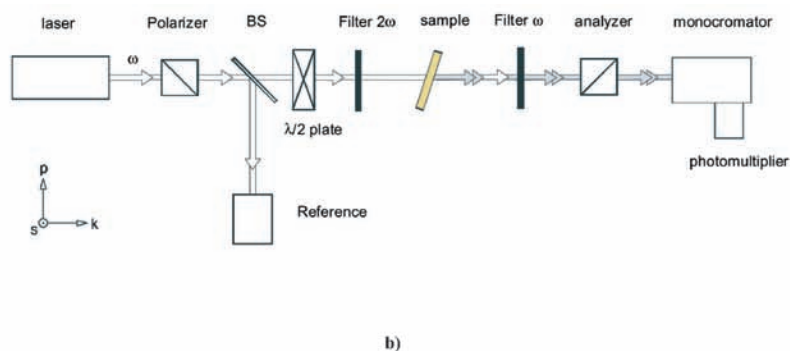 laser
Polarizer
BS
Filter 2ω
sample
Filter ω
analyzer
monocromator
ω
λ/2 plate
photomultiplier
p
s
k
Reference
b)